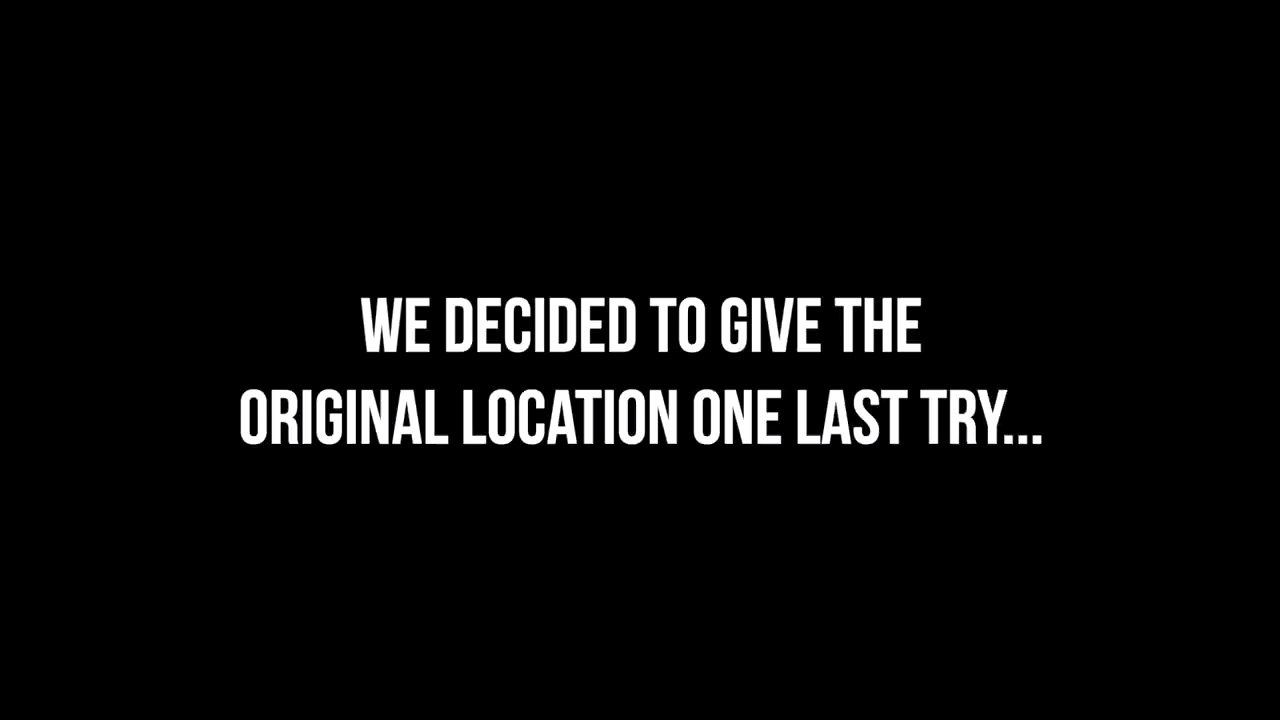 WE DECIDED TO GIVE THE
ORIGINAL LOCATION ONE LAST TRY...